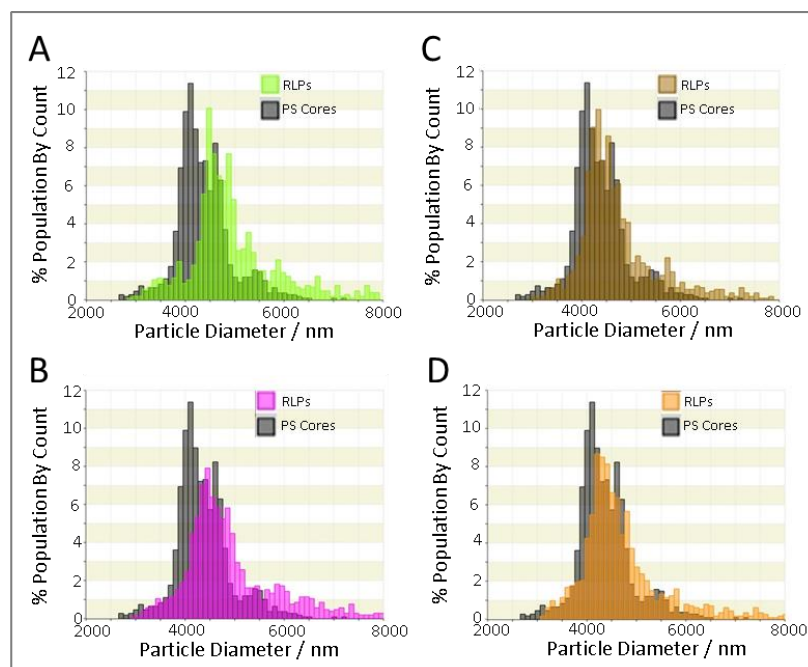 A
12
10
8
6
4
2
0
% Population By Count
RLPs
PS Cores
2000
4000
6000
8000
Particle Diameter / nm
C
12
10
8
6
4
2
0
% Population By Count
RLPs
PS Cores
2000
4000
6000
8000
Particle Diameter / nm
B
12
10
8
6
4
2
0
% Population By Count
RLPs
PS Cores
2000
4000
6000
8000
Particle Diameter / nm
D
12
10
8
6
4
2
0
% Population By Count
RLPs
PS Cores
2000
4000
6000
8000
Particle Diameter / nm